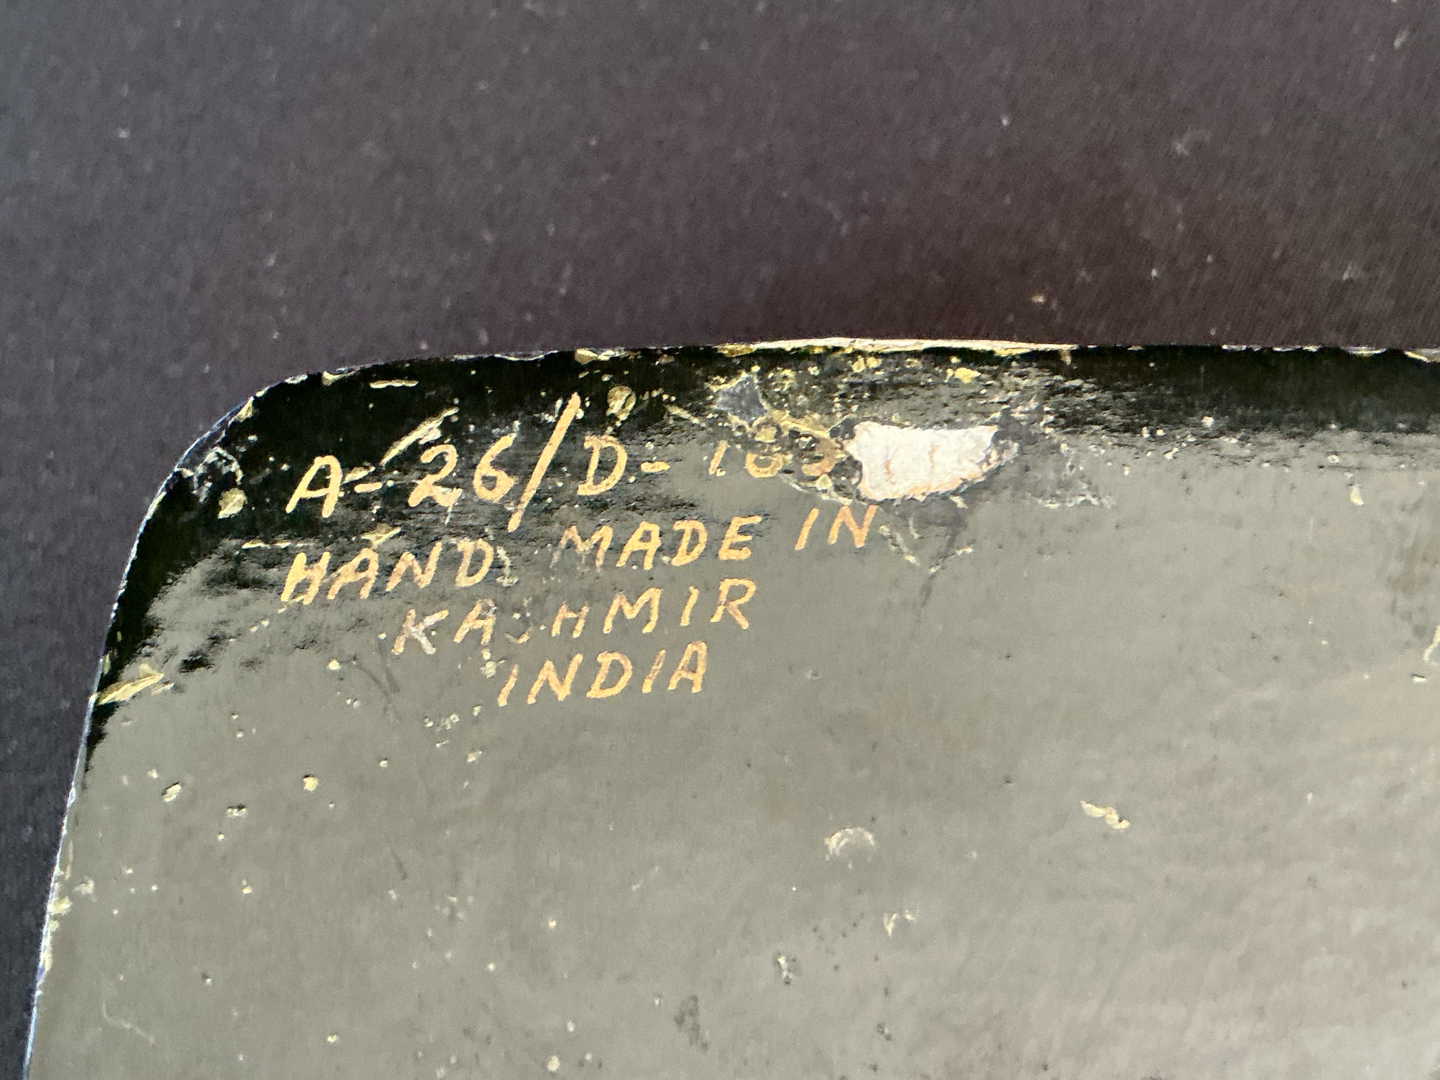 A-26/D-
HAND MADE IN
KASHMIR
INDIA